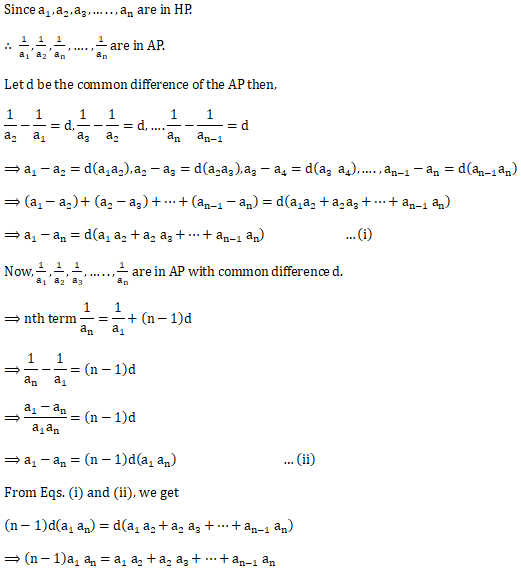 Since a₁, a₂, a₃, ….., aₙ are in HP.
∴ 1/a₁, 1/a₂, 1/aₙ, …., 1/aₙ are in AP.
Let d be the common difference of the AP then,
1/a₂ − 1/a₁ = d, 1/a₃ − 1/a₂ = d, …. 1/aₙ − 1/aₙ₋₁ = d
⟹ a₁ − a₂ = d(a₁a₂), a₂ − a₃ = d(a₂a₃), a₃ − a₄ = d(a₃ a₄), …., aₙ₋₁ − aₙ = d(aₙ₋₁aₙ)
⟹ (a₁ − a₂) + (a₂ − a₃) + ⋯ + (aₙ₋₁ − aₙ) = d(a₁a₂ + a₂a₃ + ⋯ + aₙ₋₁ aₙ)
⟹ a₁ − aₙ = d(a₁ a₂ + a₂ a₃ + ⋯ + aₙ₋₁ aₙ) …(i)
Now, 1/a₁, 1/a₂, 1/a₃, ….., 1/aₙ are in AP with common difference d.
⟹ nth term 1/aₙ = 1/a₁ + (n − 1)d
⟹ 1/aₙ − 1/a₁ = (n − 1)d
⟹ (a₁ − aₙ)/(a₁aₙ) = (n − 1)d
⟹ a₁ − aₙ = (n − 1)d(a₁ aₙ) …(ii)
From Eqs. (i) and (ii), we get
(n − 1)d(a₁ aₙ) = d(a₁ a₂ + a₂ a₃ + ⋯ + aₙ₋₁ aₙ)
⟹ (n − 1)a₁ aₙ = a₁ a₂ + a₂ a₃ + ⋯ + aₙ₋₁ aₙ